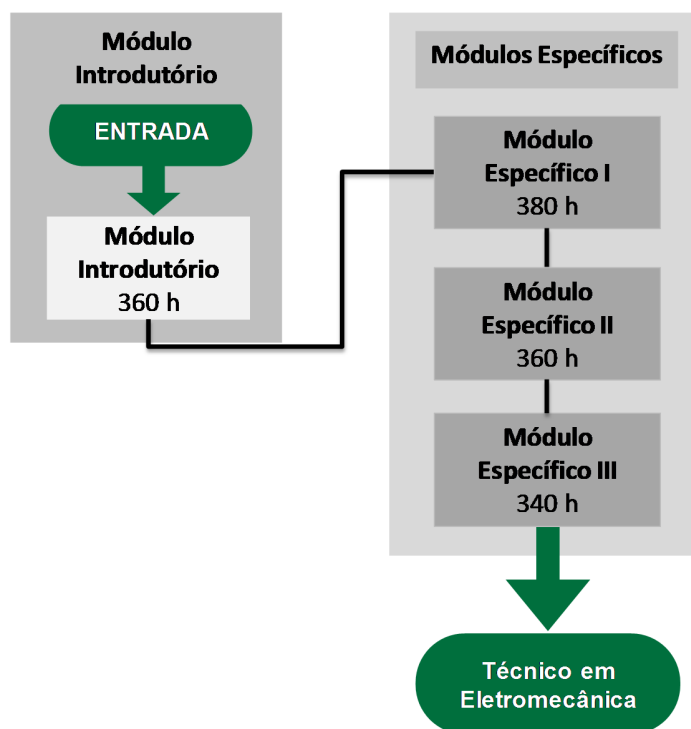 Módulo
Introdutório
ENTRADA
Módulo
Introdutório
360 h
Módulos Específicos
Módulo
Específico I
380 h
Módulo
Específico II
360 h
Módulo
Específico III
340 h
Técnico em
Eletromecânica